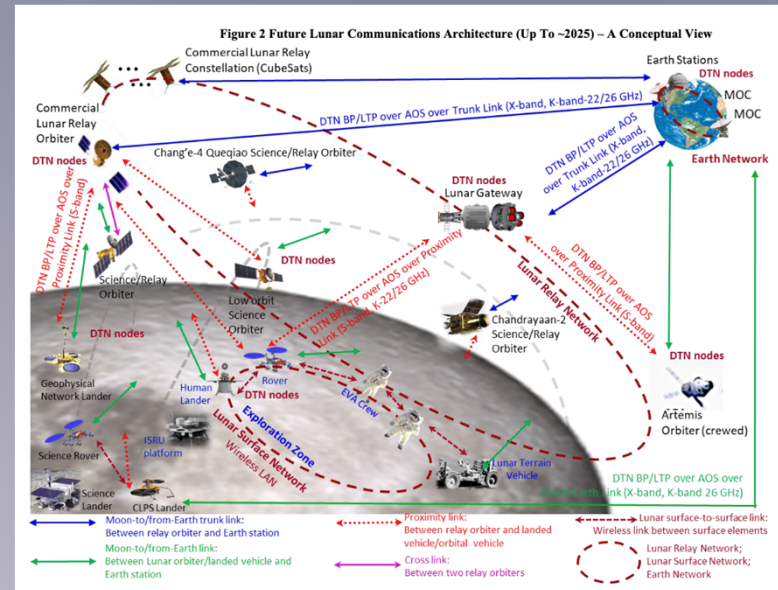 Figure 2 Future Lunar Communications Architecture (Up To ~2025) – A Conceptual View
Commercial Lunar Relay
Constellation (CubeSats)
Earth Stations
DTN nodes
MOC
MOC
Earth Network
Commercial
Lunar Relay
Orbiter
DTN nodes
DTN BP/LTP over AOS over Trunk Link (X-band, K-band-22/26 GHz)
DTN BP/LTP over AOS
over Trunk Link (X-band,
K-band-22/26 GHz)
Chang'e-4 Queqiao Science/Relay Orbiter
DTN nodes
Lunar Gateway
DTN BP/LTP over AOS over
Proximity Link (S-band)
Science/Relay
Orbiter
DTN nodes
Low orbit
Science
Orbiter
DTN nodes
DTN BP/LTP over AOS over Proximity
Link (S-band, K-22/26 GHz)
DTN BP/LTP over AOS
over Proximity Link (S-band)
Lunar Relay Network
Chandrayaan-2
Science/Relay
Orbiter
DTN nodes
Artemis
Orbiter (crewed)
Geophysical
Network Lander
Human
Lander
Rover
DTN nodes
EVA Crew
Exploration Zone
Lunar Surface Network
Wireless LAN
ISRU
platform
Science Rover
Science
Lander
CLPS Lander
Lunar Terrain
Vehicle
DTN BP/LTP over AOS over
Earth Link (X-band, K-band 26 GHz)
Moon-to/from-Earth trunk link:
Between relay orbiter and Earth station
Moon-to/from-Earth link:
Between Lunar orbiter/landed vehicle and
Earth station
Proximity link:
Between relay orbiter and landed
vehicle/orbital vehicle
Cross link:
Between two relay orbiters
Lunar surface-to-surface link:
Wireless link between surface elements
Lunar Relay Network;
Lunar Surface Network;
Earth Network